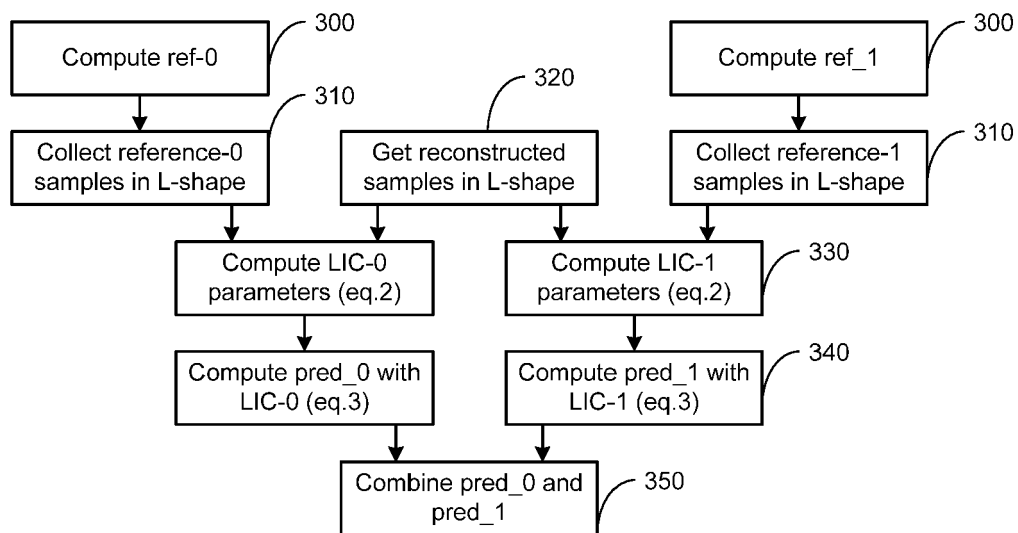 300
Compute ref-0
300
Compute ref_1
310
Collect reference-0
samples in L-shape
320
Get reconstructed
samples in L-shape
310
Collect reference-1
samples in L-shape
Compute LIC-0
parameters (eq.2)
Compute LIC-1
parameters (eq.2)
330
Compute pred_0 with
LIC-0 (eq.3)
Compute pred_1 with
LIC-1 (eq.3)
340
Combine pred_0 and
pred_1
350